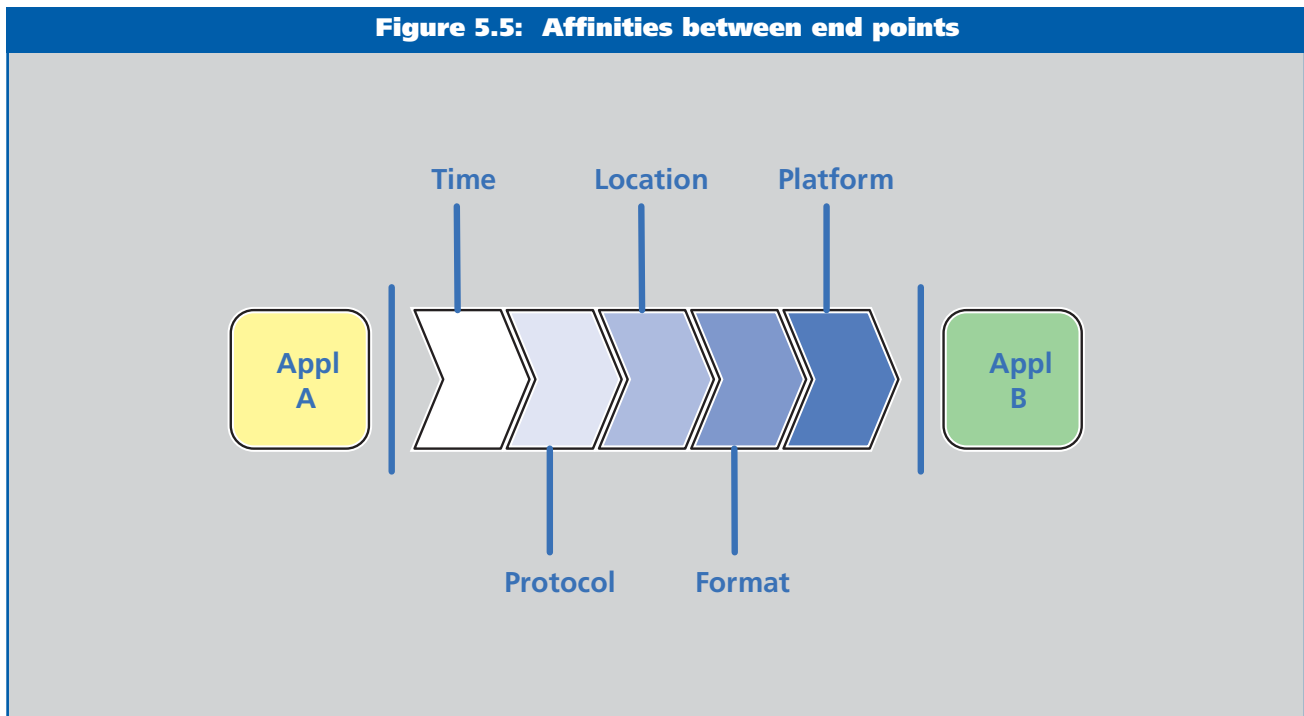 Figure 5.5: Affinities between end points
Time Location Platform
Appl
A
Appl
B
Protocol Format